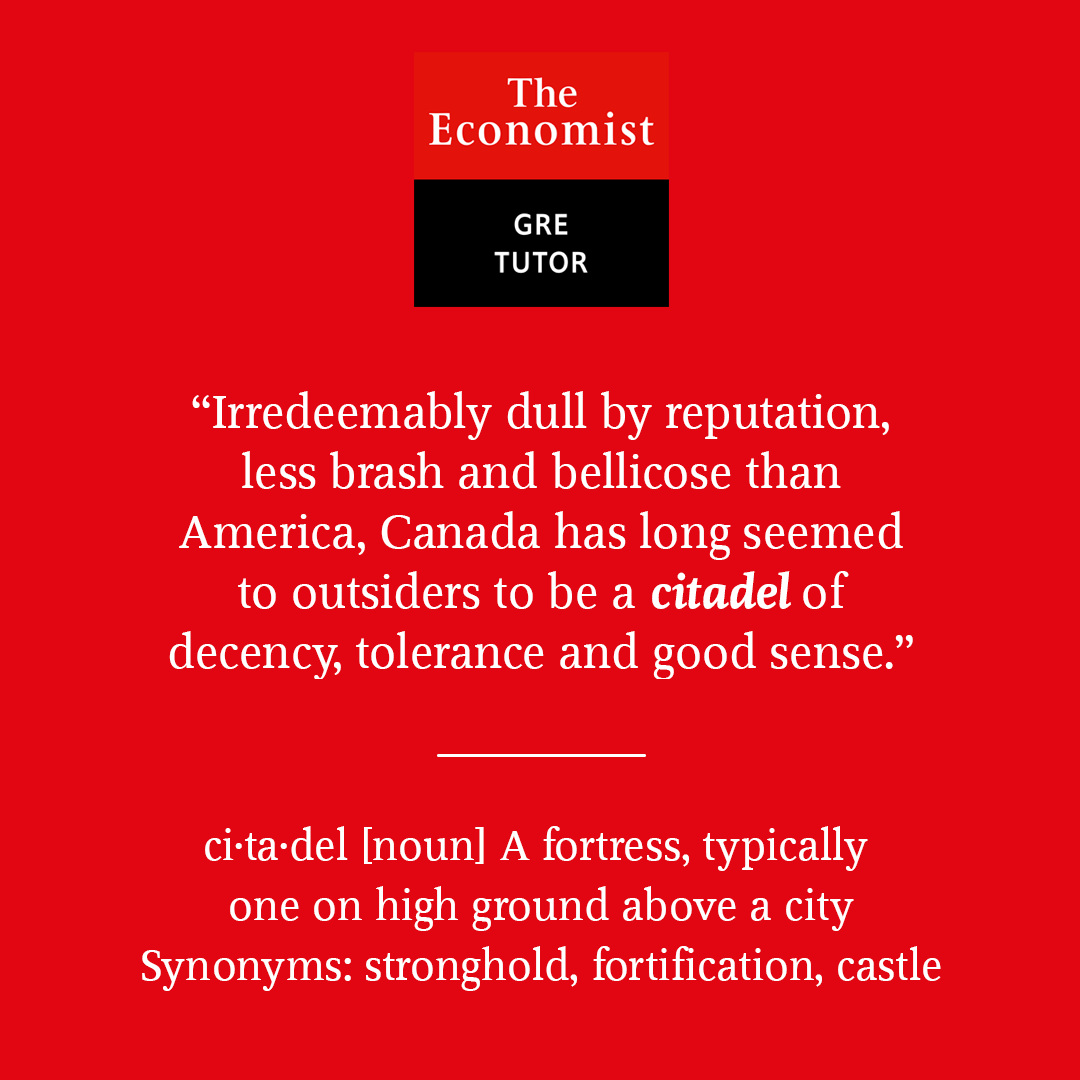 The
Economist
GRE
TUTOR
“Irredeemably dull by reputation,
less brash and bellicose than
America, Canada has long seemed
to outsiders to be a citadel of
decency, tolerance and good sense.”
ci·ta·del [noun] A fortress, typically
one on high ground above a city
Synonyms: stronghold, fortification, castle